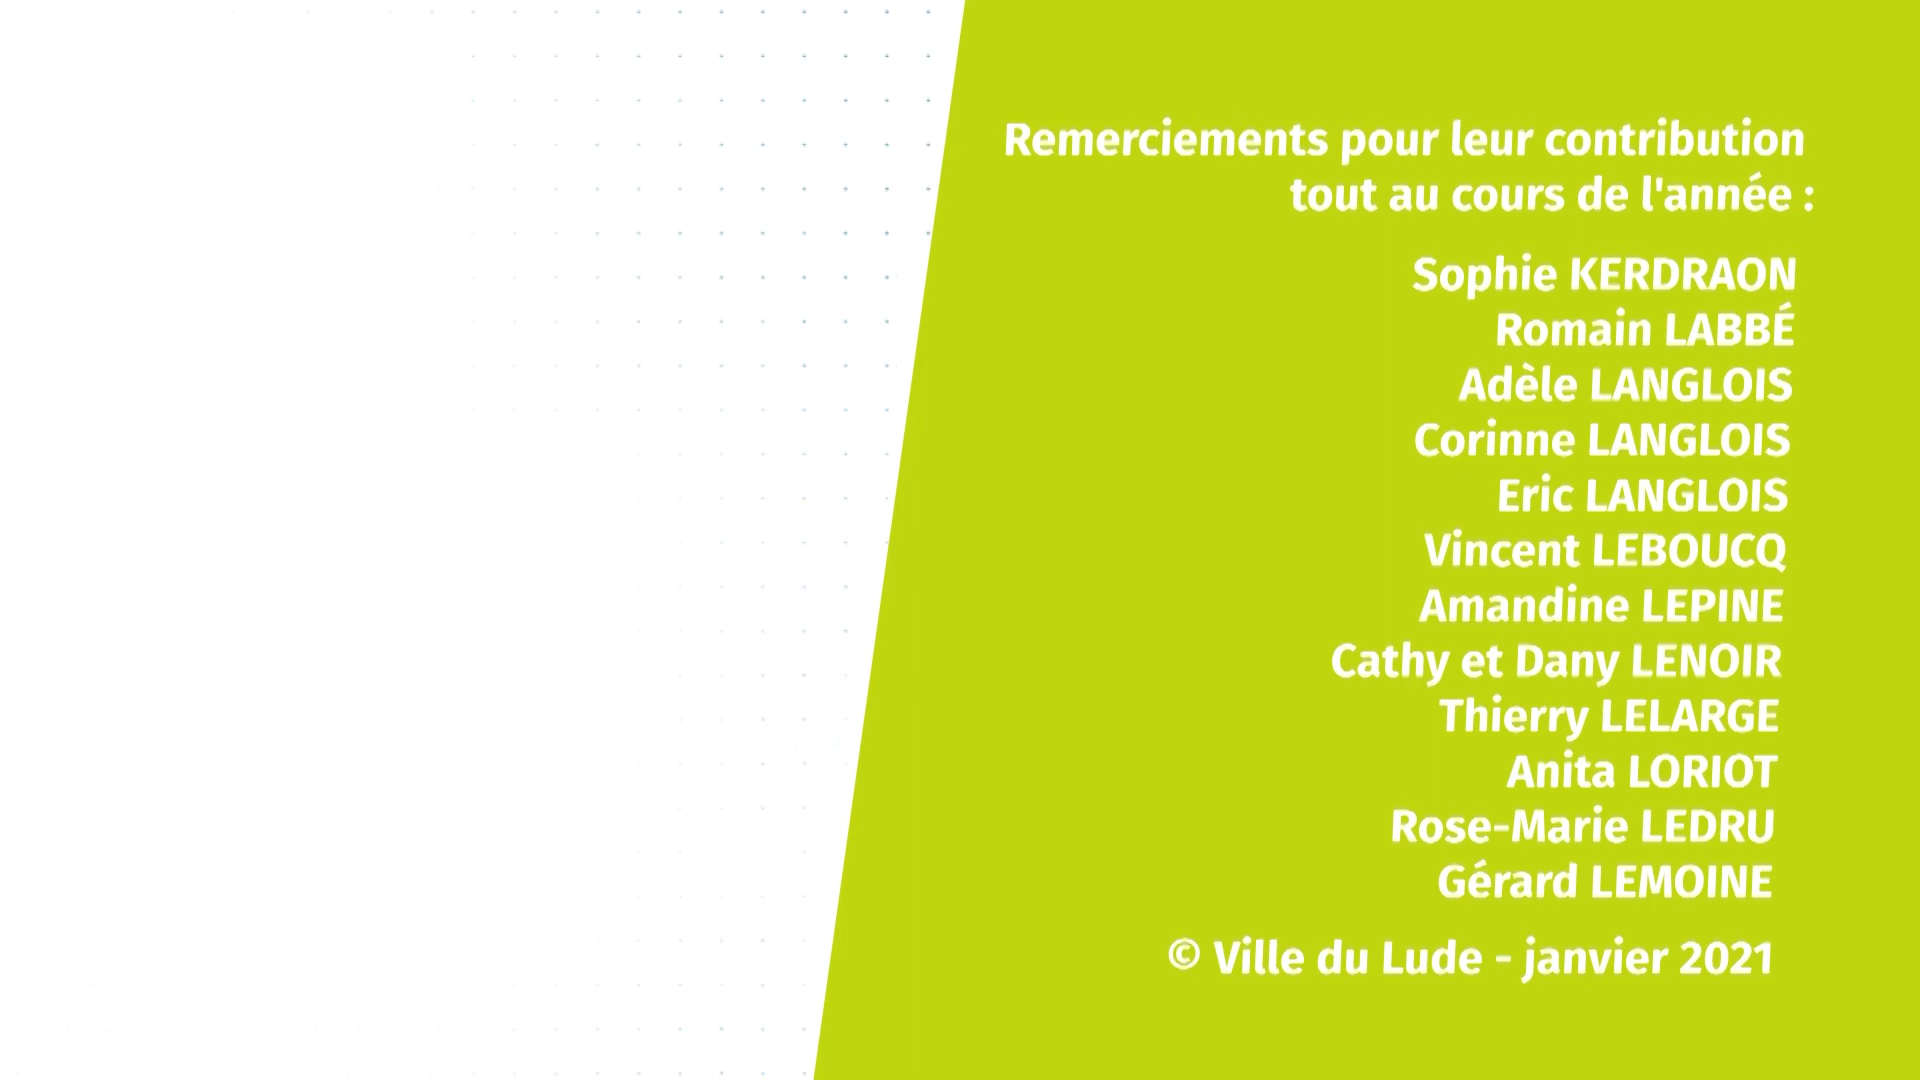 Remerciements pour leur contribution
tout au cours de l'année :
Sophie KERDRAON
Romain LABBÉ
Adèle LANGLOIS
Corinne LANGLOIS
Eric LANGLOIS
Vincent LEBOUCQ
Amandine LEPINE
Cathy et Dany LENOIR
Thierry LELARGE
Anita LORIOT
Rose-Marie LEDRU
Gérard LEMOINE
© Ville du Lude - janvier 2021